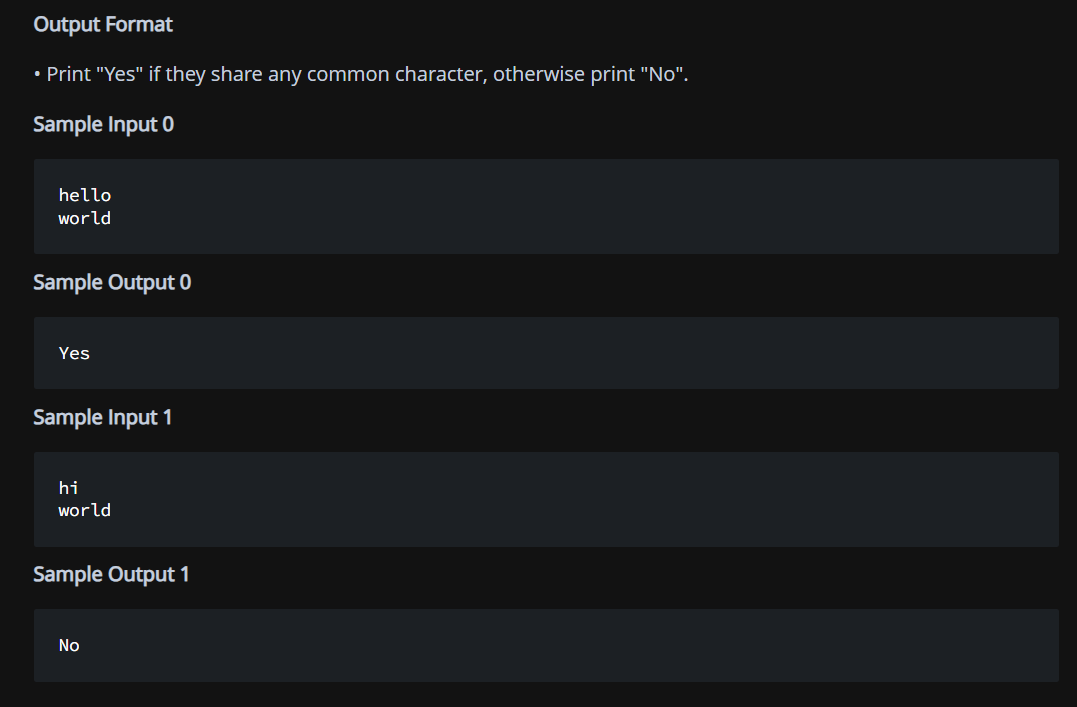 Output Format
• Print "Yes" if they share any common character, otherwise print "No".
Sample Input 0
hello
world
Sample Output 0
Yes
Sample Input 1
hi
world
Sample Output 1
No